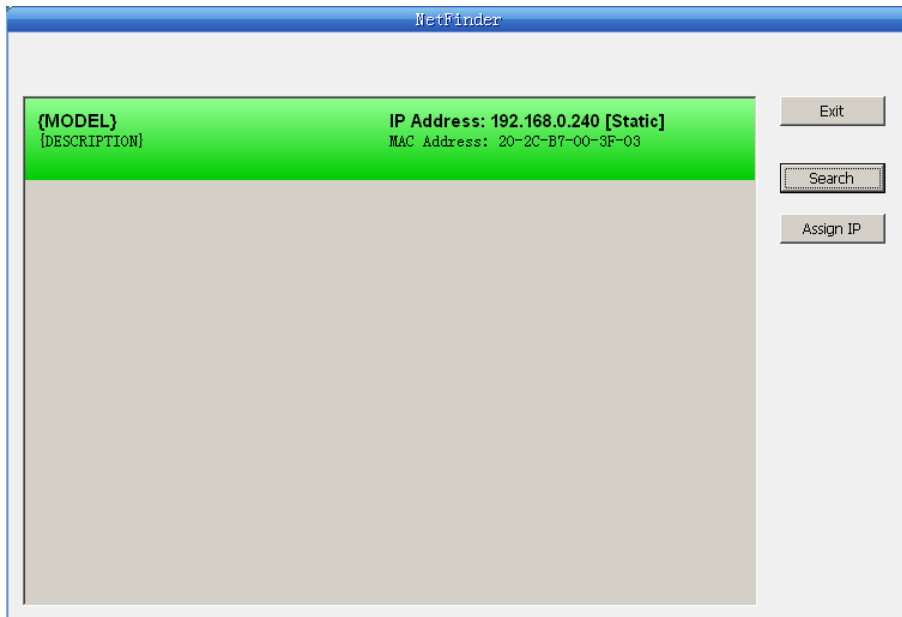 NetFinder
{MODEL}
IP Address: 192.168.0.240 [Static]
{DESCRIPTION}
MAC Address: 20-2C-B7-00-3F-03
Exit
Search
Assign IP